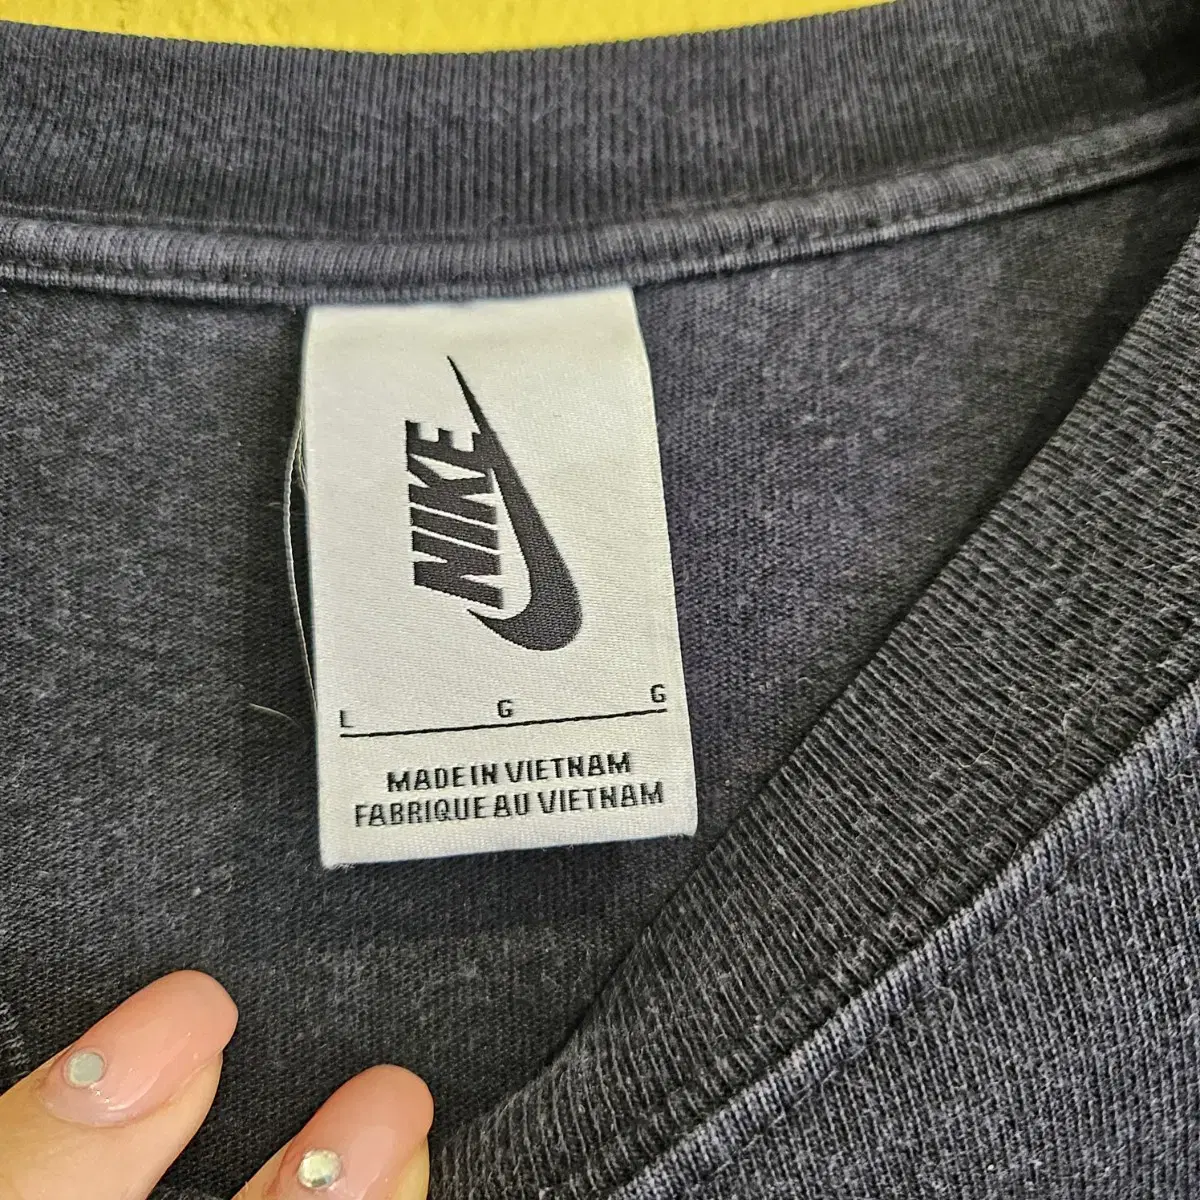 NIKE
L G G
MADE IN VIETNAM
FABRIQUE AU VIETNAM